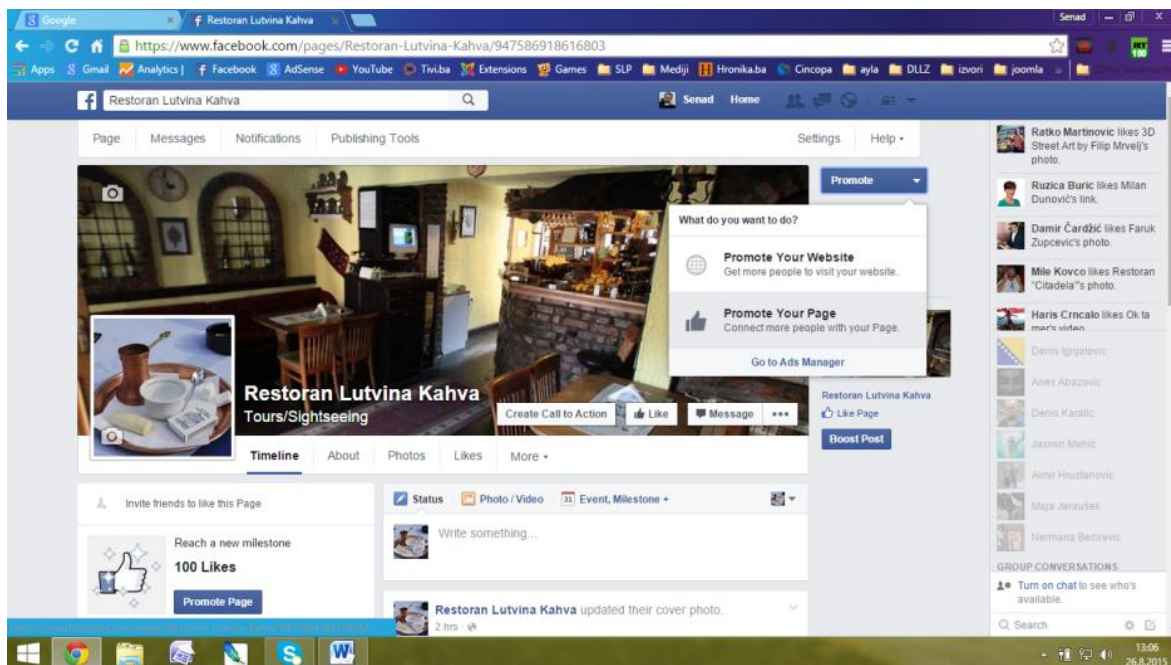 Google
Restoran Lutvina Kahva
Senad
https://www.facebook.com/pages/Restoran-Lutvina-Kahva/947586918616803
Apps Gmail Analytics | Facebook AdSense YouTube Tivi.ba Extensions Games SLP Mediji Hronika.ba Cincopa ayla DLLZ izvori joomla »
Restoran Lutvina Kahva
Senad Home
Page Messages Notifications Publishing Tools Settings Help
Promote
What do you want to do?
Promote Your Website
Get more people to visit your website.
Promote Your Page
Connect more people with your Page.
Go to Ads Manager
Restoran Lutvina Kahva
Tours/Sightseeing
Create Call to Action Like Message •••
Timeline About Photos Likes More
Restoran Lutvina Kahva
Like Page
Boost Post
Invite friends to like this Page
Reach a new milestone
100 Likes
Promote Page
Status Photo / Video 31 Event, Milestone +
Write something...
Restoran Lutvina Kahva updated their cover photo.
2 hrs
Ratko Martinovic likes 3D
Street Art by Filip Mrvelj's
photo.
Ruzica Buric likes Milan
Dunović's link.
Damir Čardžić likes Faruk
Zupcevic's photo.
Mile Kovco likes Restoran
"Citadela"'s photo.
Haris Crncalo likes Ok ta
mer's video.
Denis Ignjatovic
Anes Abazovic
Denis Karalic
Jasmin Mehić
Almir Hrustanovic
Maja Jeraušek
Nermana Becirevic
GROUP CONVERSATIONS
Turn on chat to see who's
available.
Search
13:06
26.8.2015